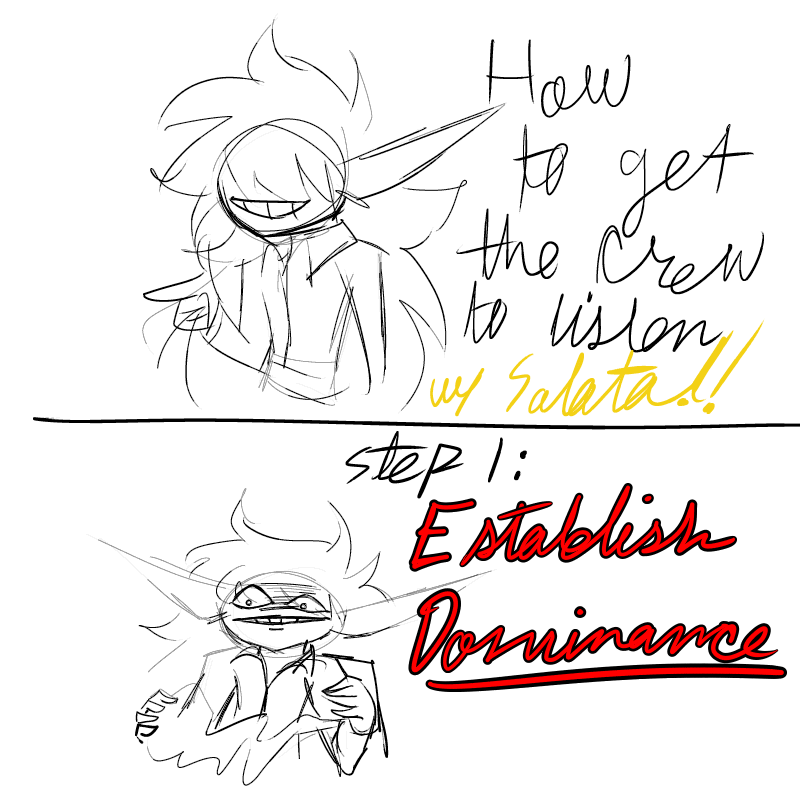 How
to get
the crew
to listen
w/ Salata!!
Step 1:
Establish
Dominance